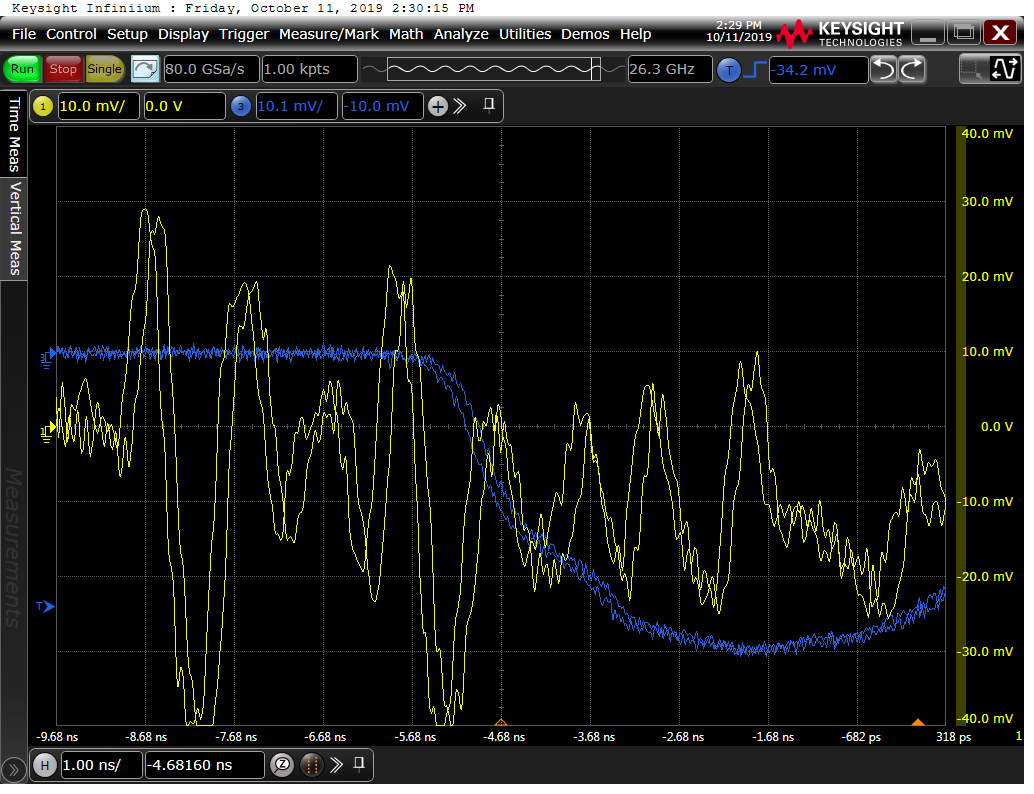 Keysight Infiniium : Friday, October 11, 2019 2:30:15 PM
File Control Setup Display Trigger Measure/Mark Math Analyze Utilities Demos Help
2:29 PM
10/11/2019
KEYSIGHT
TECHNOLOGIES
Run Stop Single 80.0 GSa/s 1.00 kpts 26.3 GHz T -34.2 mV
1 10.0 mV/ 0.0 V 3 10.1 mV/ -10.0 mV
Time Meas
Vertical Meas
Measurements
40.0 mV
30.0 mV
20.0 mV
10.0 mV
0.0 V
-10.0 mV
-20.0 mV
-30.0 mV
-40.0 mV
T
-9.68 ns -8.68 ns -7.68 ns -6.68 ns -5.68 ns -4.68 ns -3.68 ns -2.68 ns -1.68 ns -682 ps 318 ps 1
H 1.00 ns/ -4.68160 ns Z